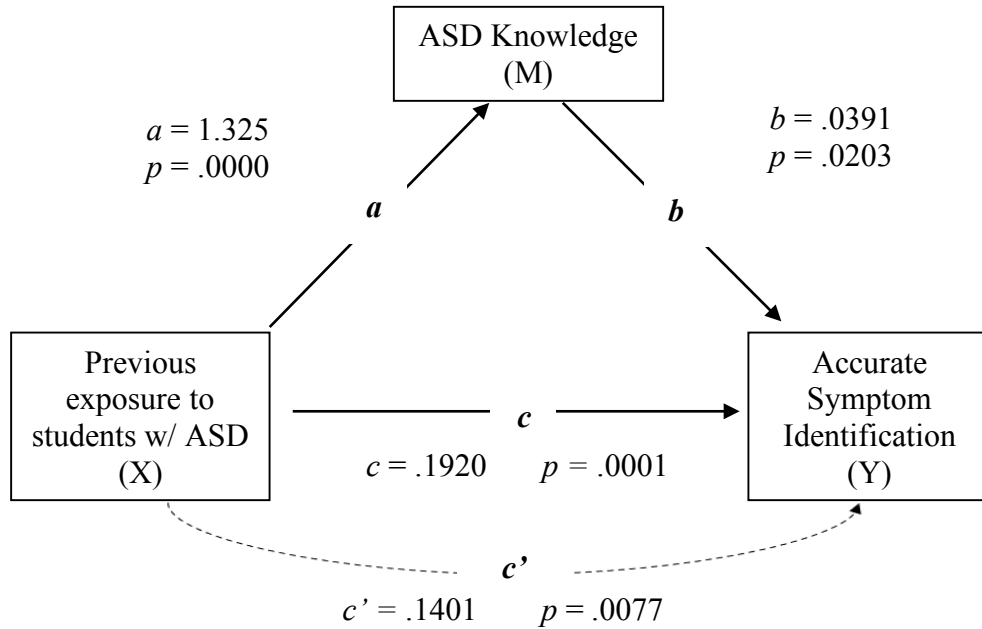 ASD Knowledge
(M)
a = 1.325
p = .0000
b = .0391
p = .0203
a
b
Previous
exposure to
students w/ ASD
(X)
c
c = .1920 p = .0001
Accurate
Symptom
Identification
(Y)
c’
c’ = .1401 p = .0077